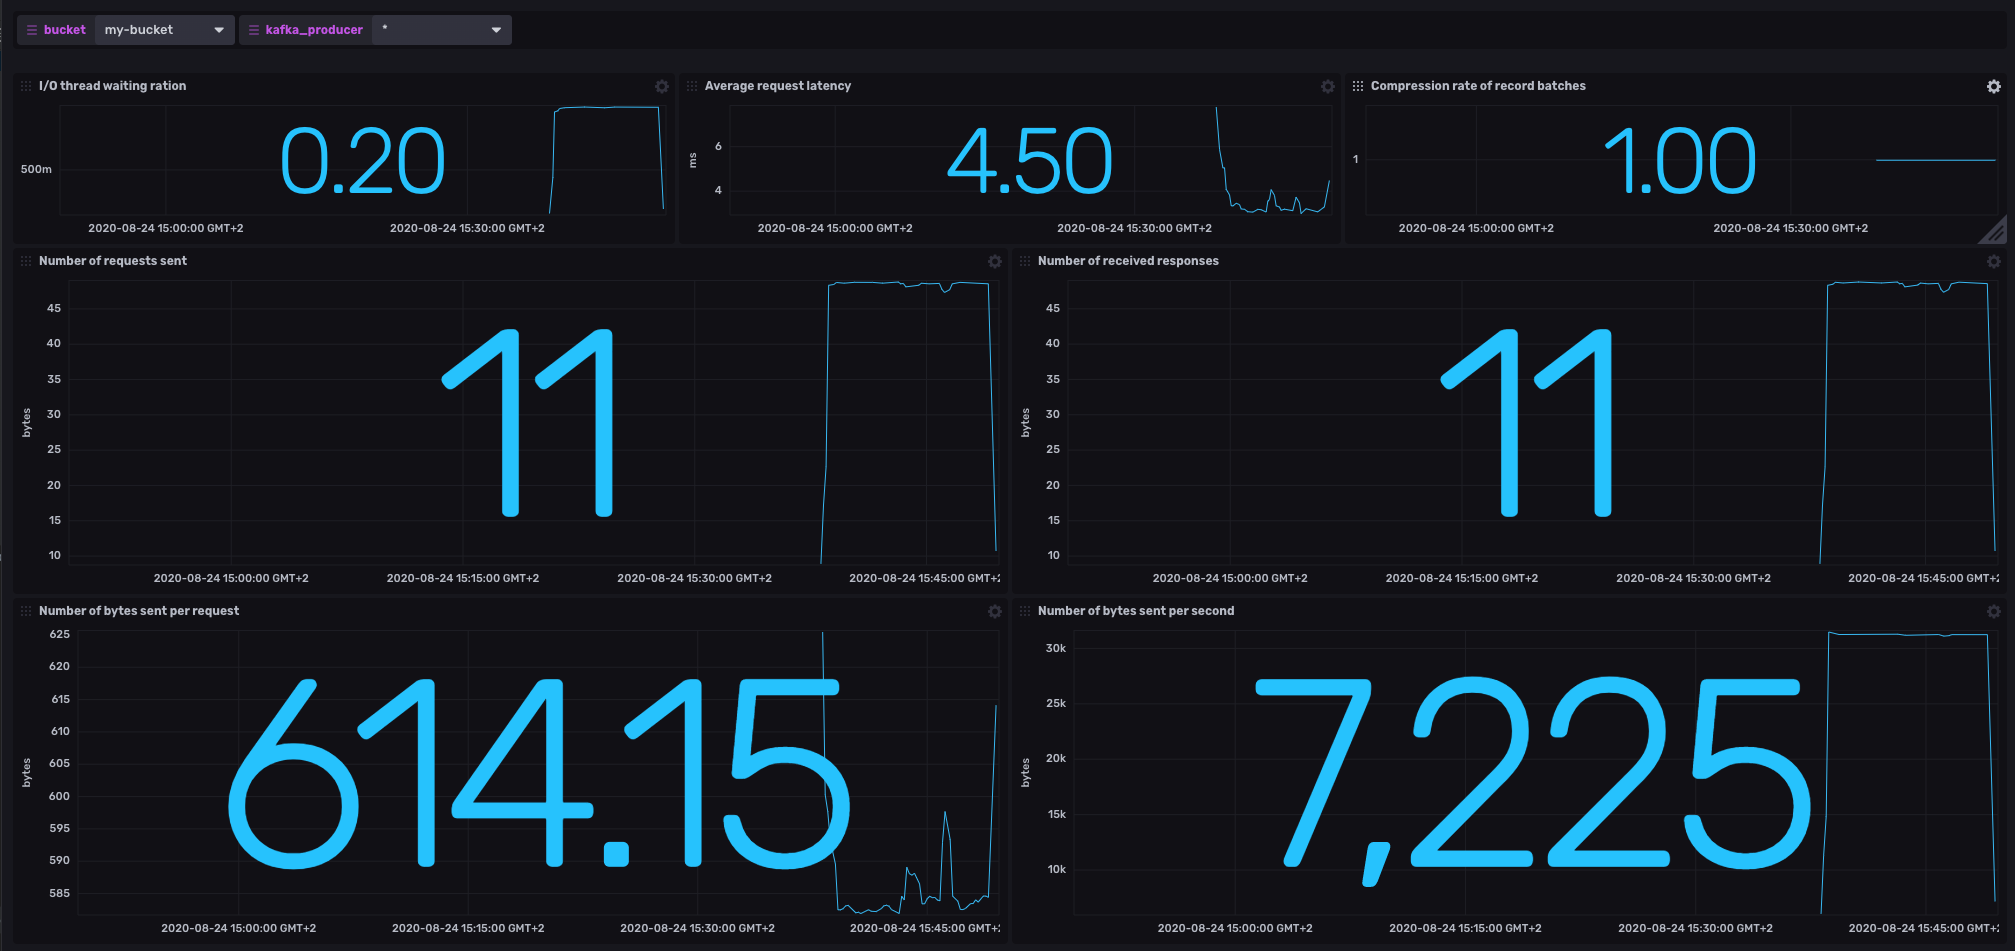 bucket my-bucket kafka_producer *
I/O thread waiting ration
500m
0.20
2020-08-24 15:00:00 GMT+2 2020-08-24 15:30:00 GMT+2
Average request latency
ms
6
4
4.50
2020-08-24 15:00:00 GMT+2 2020-08-24 15:30:00 GMT+2
Compression rate of record batches
1
1.00
2020-08-24 15:00:00 GMT+2 2020-08-24 15:30:00 GMT+2
Number of requests sent
bytes
45
40
35
30
25
20
15
10
11
2020-08-24 15:00:00 GMT+2 2020-08-24 15:15:00 GMT+2 2020-08-24 15:30:00 GMT+2 2020-08-24 15:45:00 GMT+2
Number of received responses
bytes
45
40
35
30
25
20
15
10
11
2020-08-24 15:00:00 GMT+2 2020-08-24 15:15:00 GMT+2 2020-08-24 15:30:00 GMT+2 2020-08-24 15:45:00 GMT+2
Number of bytes sent per request
bytes
625
620
615
610
605
600
595
590
585
614.15
2020-08-24 15:00:00 GMT+2 2020-08-24 15:15:00 GMT+2 2020-08-24 15:30:00 GMT+2 2020-08-24 15:45:00 GMT+2
Number of bytes sent per second
bytes
30k
25k
20k
15k
10k
7,225
2020-08-24 15:00:00 GMT+2 2020-08-24 15:15:00 GMT+2 2020-08-24 15:30:00 GMT+2 2020-08-24 15:45:00 GMT+2